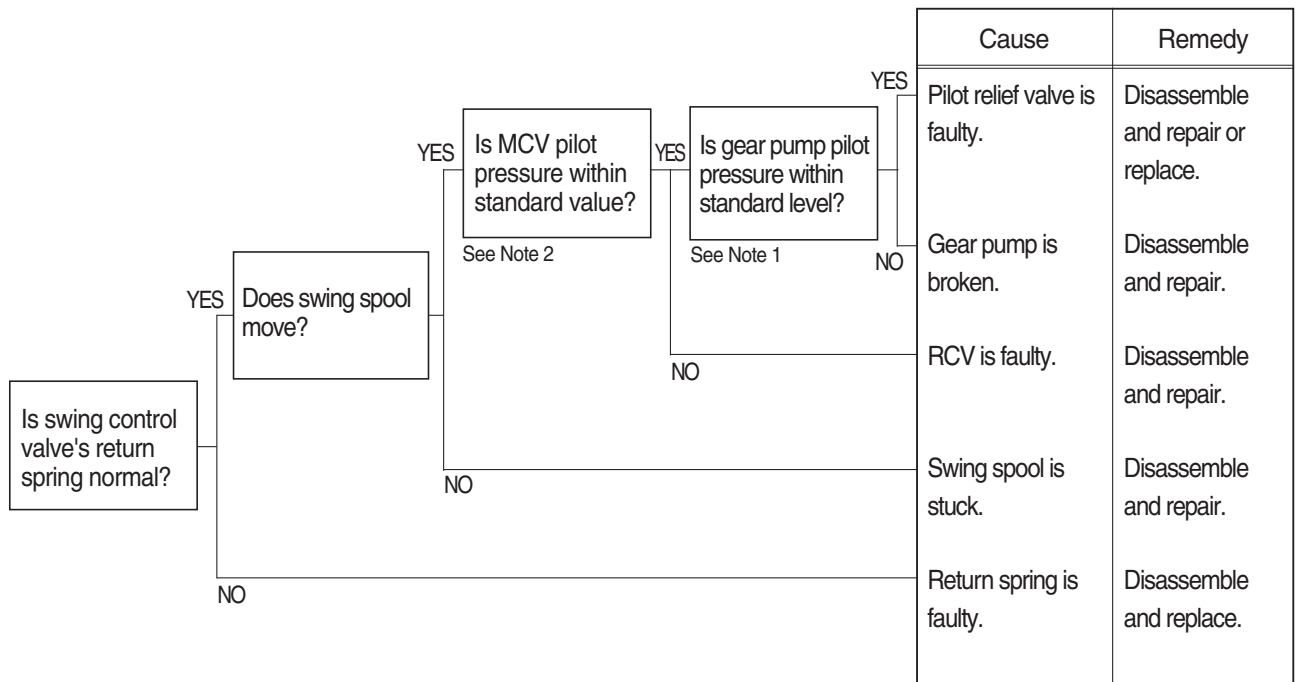 Cause
Remedy
YES
Pilot relief valve is
faulty.
Disassemble
and repair or
replace.
YES
Is MCV pilot
pressure within
standard value?
See Note 2
YES
Is gear pump pilot
pressure within
standard level?
See Note 1
NO
Gear pump is
broken.
Disassemble
and repair.
YES
Does swing spool
move?
NO
RCV is faulty.
Disassemble
and repair.
Is swing control
valve's return
spring normal?
NO
Swing spool is
stuck.
Disassemble
and repair.
NO
Return spring is
faulty.
Disassemble
and replace.